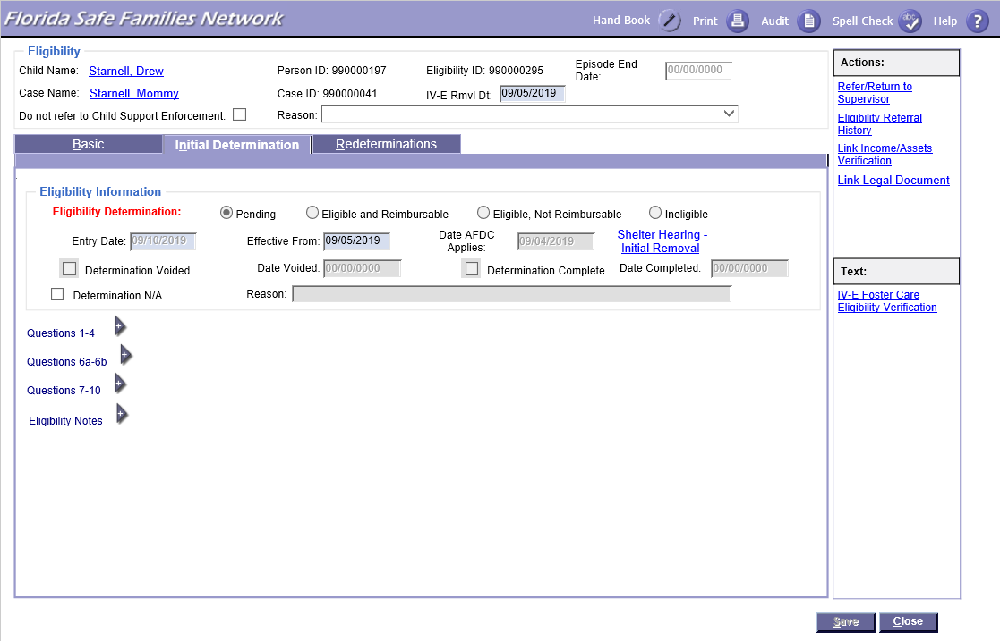 Florida Safe Families Network
Hand Book Print Audit Spell Check abc Help ?
Eligibility
Child Name: Starnell, Drew Person ID: 990000197 Eligibility ID: 990000295 Episode End Date: 00/00/0000
Case Name: Starnell, Mommy Case ID: 990000041 IV-E Rmvl Dt: 09/05/2019
Do not refer to Child Support Enforcement: Reason:
Basic Initial Determination Redeterminations
Eligibility Information
Eligibility Determination: Pending Eligible and Reimbursable Eligible, Not Reimbursable Ineligible
Entry Date: 09/10/2019 Effective From: 09/05/2019 Date AFDC Applies: 09/04/2019 Shelter Hearing - Initial Removal
Determination Voided Date Voided: 00/00/0000 Determination Complete Date Completed: 00/00/0000
Determination N/A Reason:
Questions 1-4
Questions 6a-6b
Questions 7-10
Eligibility Notes
Actions:
Refer/Return to
Supervisor
Eligibility Referral
History
Link Income/Assets
Verification
Link Legal Document
Text:
IV-E Foster Care
Eligibility Verification
Save Close